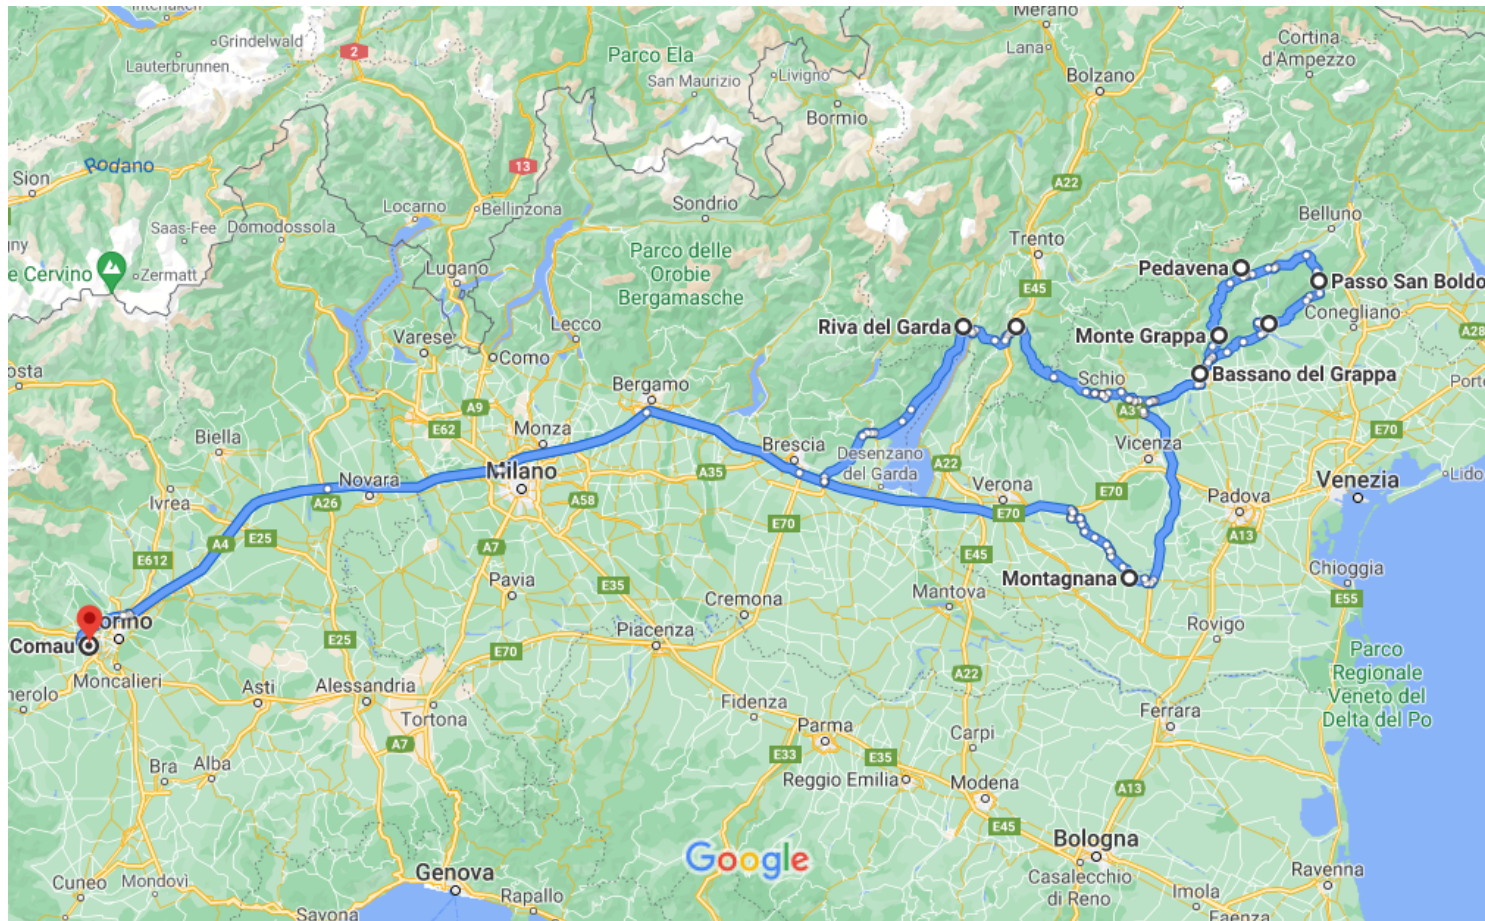 Interlaken
Merano
Grindelwald
2
Parco Ela
Lana
Cortina
d'Ampezzo
Lauterbrunnen
San Maurizio
Livigno
Bolzano
Bormio
Rodano
13
Sion
A22
Locarno
Bellinzona
Sondrio
Belluno
Saas-Fee
Domodossola
Trento
Parco delle
Orobie
Bergamasche
Lugano
e Cervino
Zermatt
Pedavena
Passo San Boldo
E45
Riva del Garda
Monte Grappa
Conegliano
A28
Lecco
Varese
Como
Bassano del Grappa
Schio
Bergamo
A9
A31
E62
Monza
Biella
Brescia
Vicenza
E70
Desenzano
del Garda
A22
Milano
A35
Novara
Verona
E70
Venezia
Lido
Padova
Ivrea
A26
A58
E70
E70
A4
E25
A13
E612
A7
E45
Pavia
E35
Montagnana
Chioggia
Mantova
E55
Cremona
Torino
Comau
E25
E70
Piacenza
Rovigo
Parco
Regionale
Veneto del
Delta del Po
Moncalieri
A22
Asti
Alessandria
Tortona
Fidenza
Ferrara
Parma
Carpi
A7
E33
E35
Bra
Alba
Reggio Emilia
Modena
A13
E45
Bologna
Google
Genova
Casalecchio
di Reno
Ravenna
Cuneo
Mondovì
Rapallo
Imola
Savona
Faenza